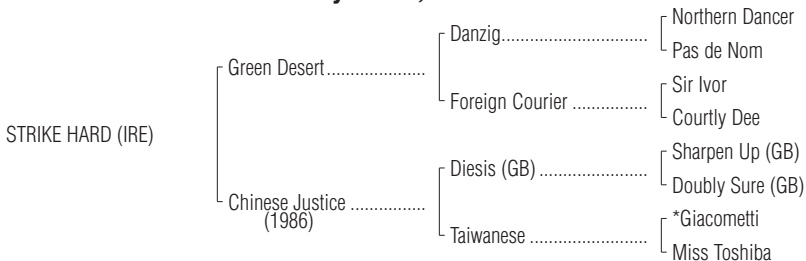 Northern Dancer
Danzig..............................
Pas de Nom
Green Desert.....................
Sir Ivor
Foreign Courier ................
Courtly Dee
STRIKE HARD (IRE)
Sharpen Up (GB)
Diesis (GB) ......................
Doubly Sure (GB)
Chinese Justice ................
(1986)
*Giacometti
Taiwanese ........................
Miss Toshiba